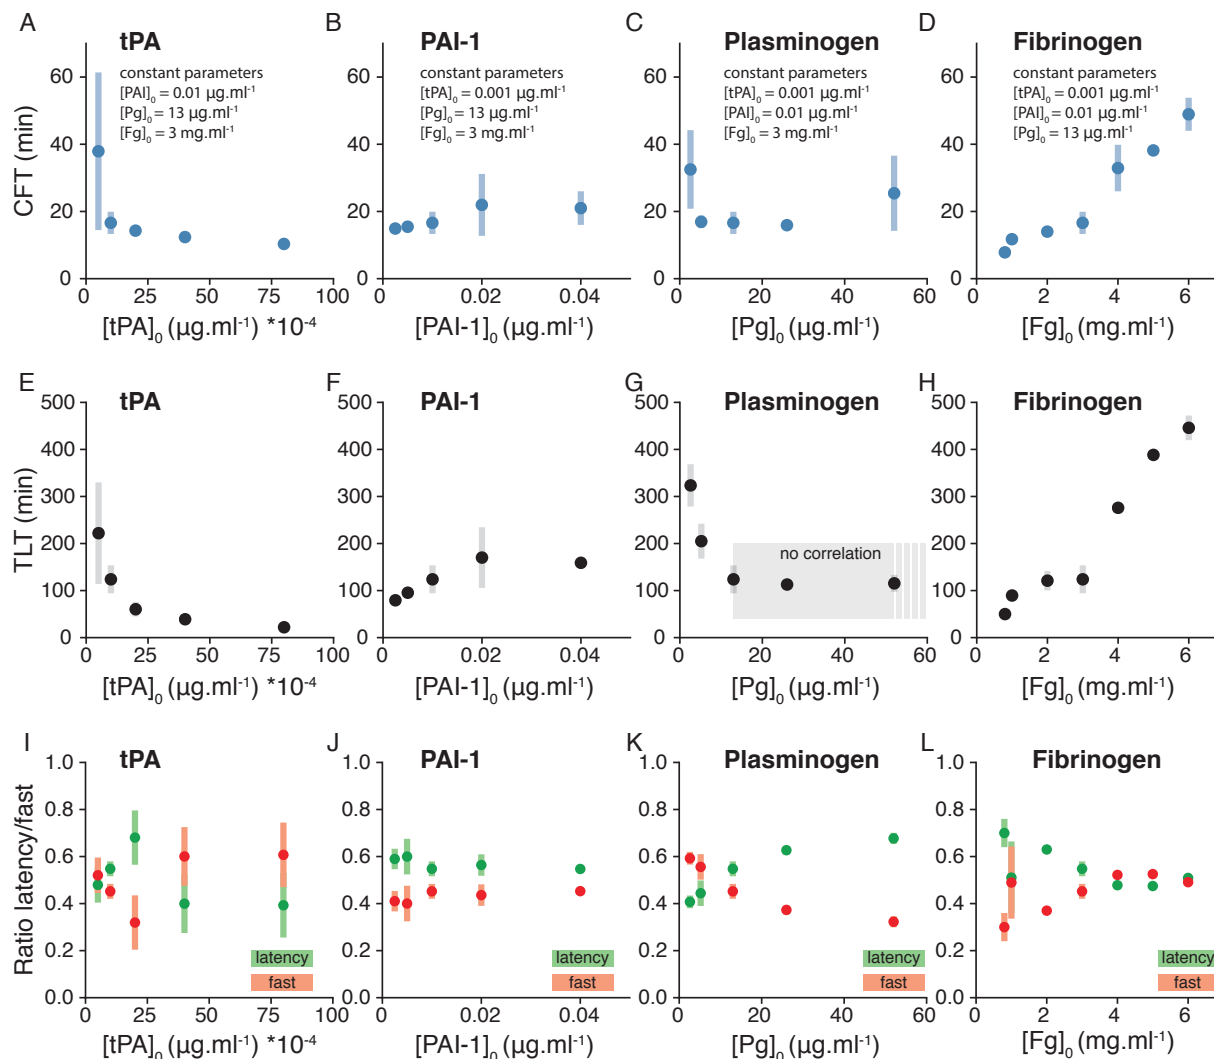 A
B
C
D
tPA
PAI-1
Plasminogen
Fibrinogen
constant parameters
[PAI]0 = 0.01 µg.ml-1
[Pg]0 = 13 µg.ml-1
[Fg]0 = 3 mg.ml-1
constant parameters
[tPA]0 = 0.001 µg.ml-1
[Pg]0 = 13 µg.ml-1
[Fg]0 = 3 mg.ml-1
constant parameters
[tPA]0 = 0.001 µg.ml-1
[PAI]0 = 0.01 µg.ml-1
[Fg]0 = 3 mg.ml-1
constant parameters
[tPA]0 = 0.001 µg.ml-1
[PAI]0 = 0.01 µg.ml-1
[Pg]0 = 13 µg.ml-1
CFT (min)
60
40
20
0
60
40
20
0
60
40
20
0
60
40
20
0
0 25 50 75 100
0 0.02 0.04
0 20 40 60
0 2 4 6
[tPA]0 (µg.ml-1) *10-4
[PAI-1]0 (µg.ml-1)
[Pg]0 (µg.ml-1)
[Fg]0 (mg.ml-1)
E
F
G
H
tPA
PAI-1
Plasminogen
Fibrinogen
TLT (min)
500
400
300
200
100
0
500
400
300
200
100
0
500
400
300
200
100
0
500
400
300
200
100
0
no correlation
0 25 50 75 100
0 0.02 0.04
0 20 40 60
0 2 4 6
[tPA]0 (µg.ml-1) *10-4
[PAI-1]0 (µg.ml-1)
[Pg]0 (µg.ml-1)
[Fg]0 (mg.ml-1)
I
J
K
L
tPA
PAI-1
Plasminogen
Fibrinogen
Ratio latency/fast
1.0
0.8
0.6
0.4
0.2
0.0
1.0
0.8
0.6
0.4
0.2
0.0
1.0
0.8
0.6
0.4
0.2
0.0
1.0
0.8
0.6
0.4
0.2
0.0
latency
fast
latency
fast
latency
fast
latency
fast
0 25 50 75 100
0 0.02 0.04
0 20 40 60
0 2 4 6
[tPA]0 (µg.ml-1) *10-4
[PAI-1]0 (µg.ml-1)
[Pg]0 (µg.ml-1)
[Fg]0 (mg.ml-1)